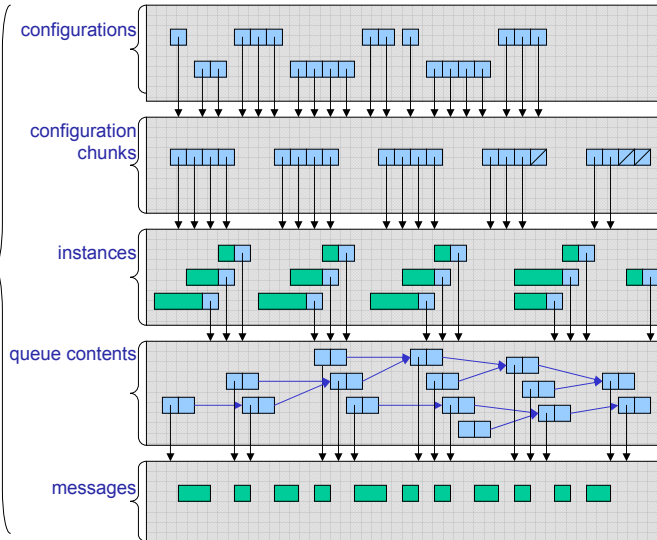 configurations
configuration
chunks
instances
queue contents
messages